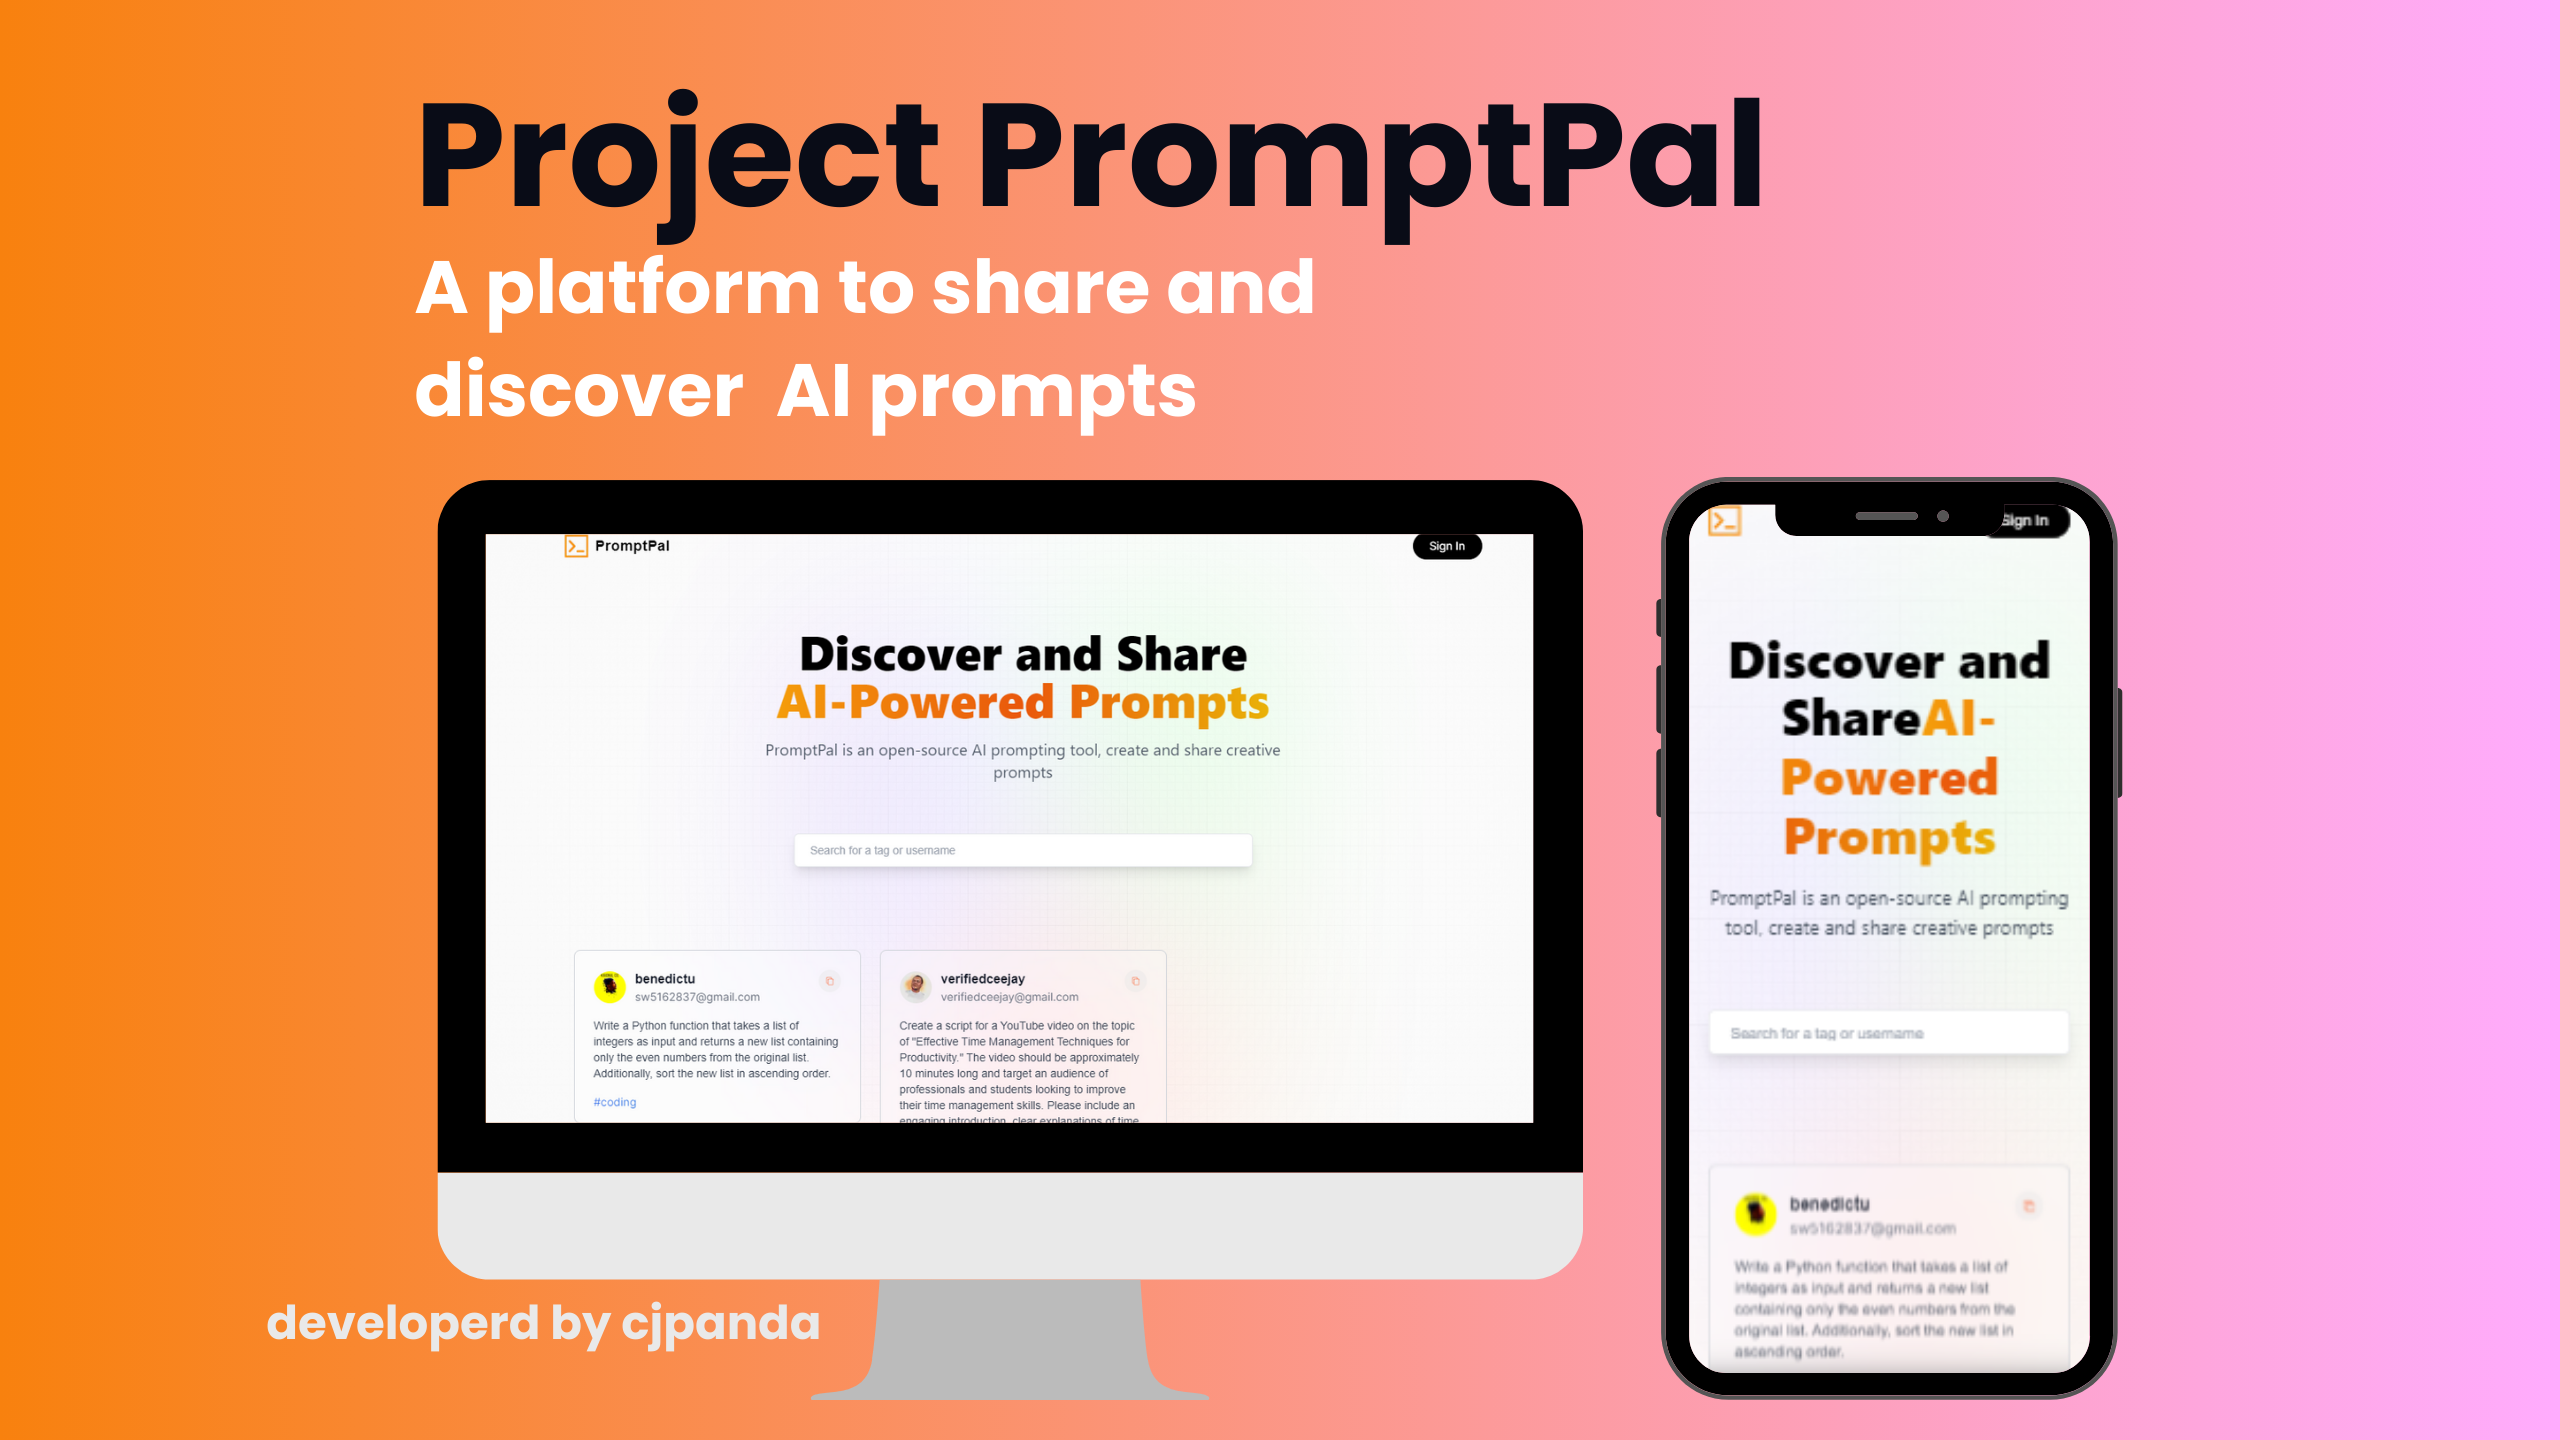 Project PromptPal
A platform to share and
discover AI prompts
PromptPal
Sign In
Discover and Share
AI-Powered Prompts
PromptPal is an open-source AI prompting tool, create and share creative
prompts
Search for a tag or username
benedictu
sw5162837@gmail.com
Write a Python function that takes a list of
integers as input and returns a new list containing
only the even numbers from the original list.
Additionally, sort the new list in ascending order.
#coding
verifiedceejay
verifiedceejay@gmail.com
Create a script for a YouTube video on the topic
of "Effective Time Management Techniques for
Productivity." The video should be approximately
10 minutes long and target an audience of
professionals and students looking to improve
their time management skills. Please include an
engaging introduction, clear explanations of time
Sign In
Discover and
ShareAI-
Powered
Prompts
PromptPal is an open-source AI prompting
tool, create and share creative prompts
Search for a tag or username
benedictu
sw5162837@gmail.com
Write a Python function that takes a list of
integers as input and returns a new list
containing only the even numbers from the
original list. Additionally, sort the new list in
ascending order.
developerd by cjpanda